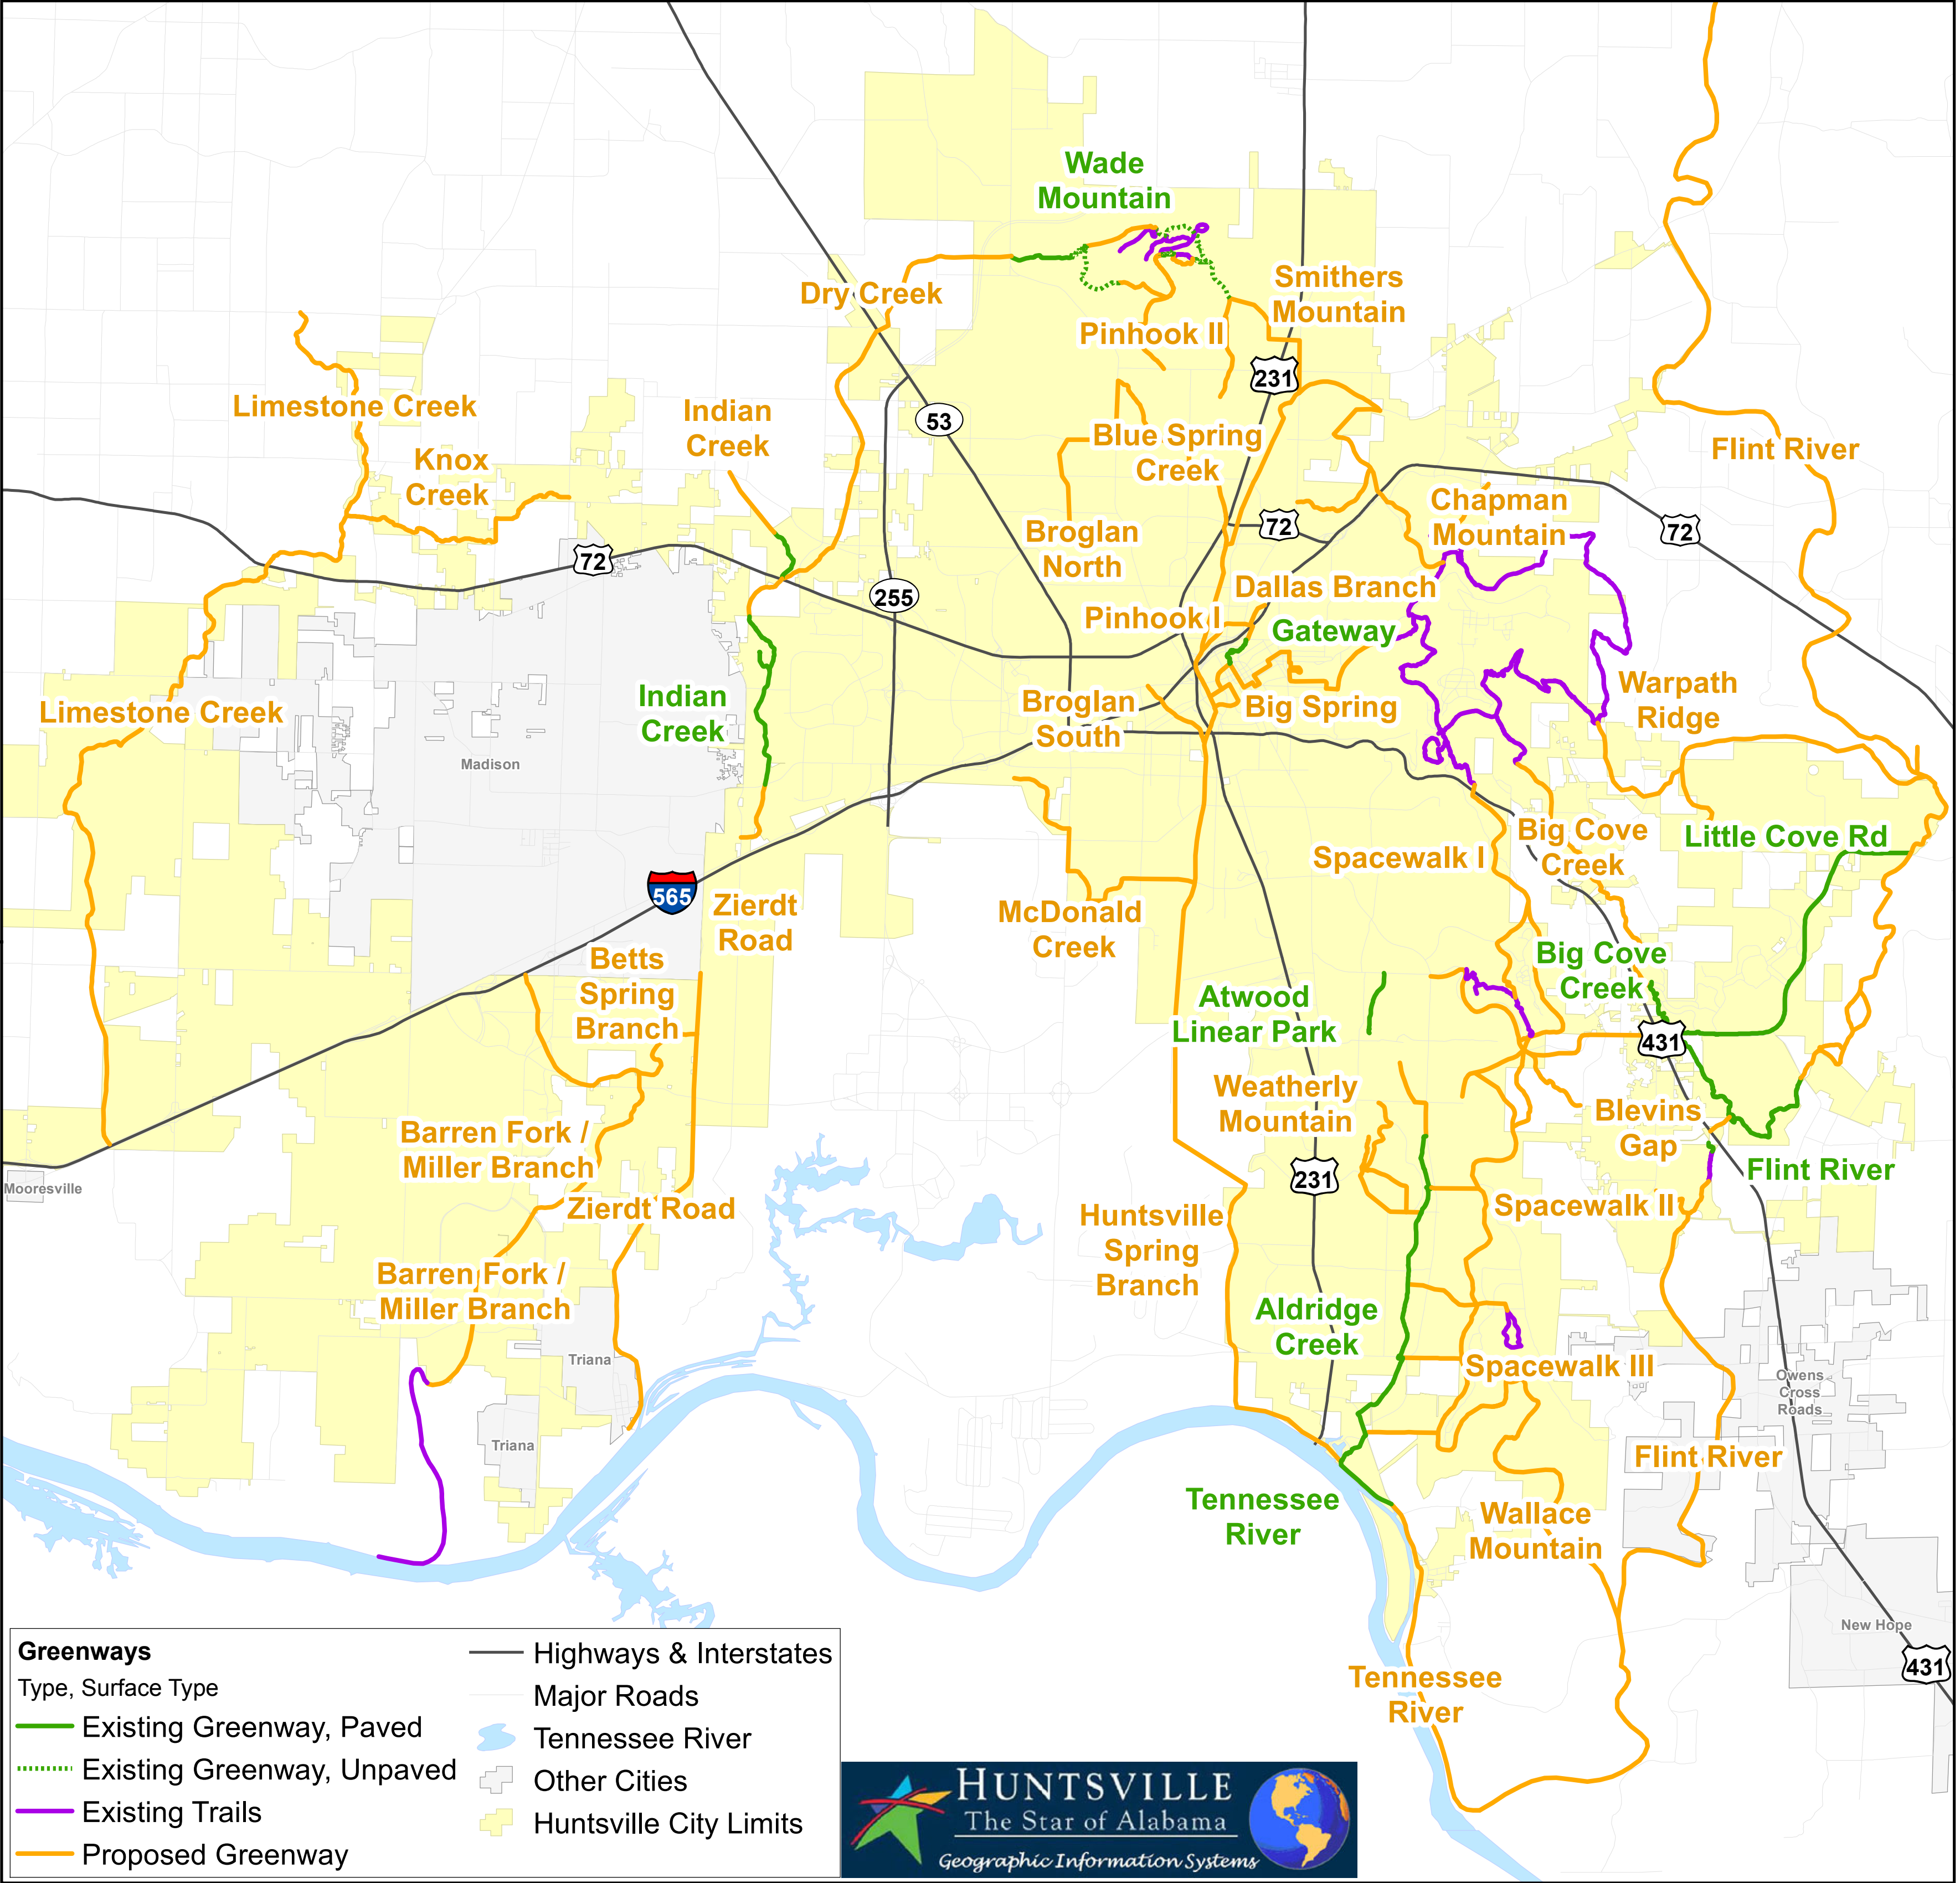 Wade
Mountain
Smithers
Mountain
Dry Creek
Pinhook II
231
Limestone Creek
Indian
Creek
53
Blue Spring
Creek
Flint River
Knox
Creek
Chapman
Mountain
72
72
72
Broglan
North
255
Dallas Branch
Pinhook I
Gateway
Indian
Creek
Limestone Creek
Broglan
South
Big Spring
Warpath
Ridge
Madison
Big Cove
Creek
Little Cove Rd
Spacewalk I
565
Zierdt
Road
McDonald
Creek
Betts
Spring
Branch
Big Cove
Creek
Atwood
Linear Park
431
Weatherly
Mountain
Blevins
Gap
Barren Fork /
Miller Branch
Flint River
Mooresville
231
Zierdt Road
Spacewalk II
Huntsville
Spring
Branch
Barren Fork /
Miller Branch
Aldridge
Creek
Triana
Spacewalk III
Owens
Cross
Roads
Triana
Flint River
Tennessee
River
Wallace
Mountain
New Hope
431
Tennessee
River
Greenways
Type, Surface Type
Existing Greenway, Paved
Existing Greenway, Unpaved
Existing Trails
Proposed Greenway
Highways & Interstates
Major Roads
Tennessee River
Other Cities
Huntsville City Limits
HUNTSVILLE
The Star of Alabama
Geographic Information Systems